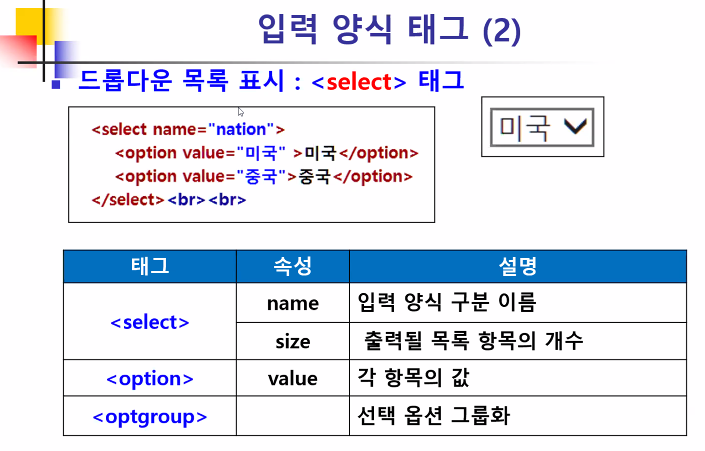 입력 양식 태그 (2)
드롭다운 목록 표시 : <select> 태그
<select name="nation">
<option value="미국" >미국</option>
<option value="중국">중국</option>
</select><br><br>
미국
태그 속성 설명
<select> name 입력 양식 구분 이름
size 출력될 목록 항목의 개수
<option> value 각 항목의 값
<optgroup> 선택 옵션 그룹화